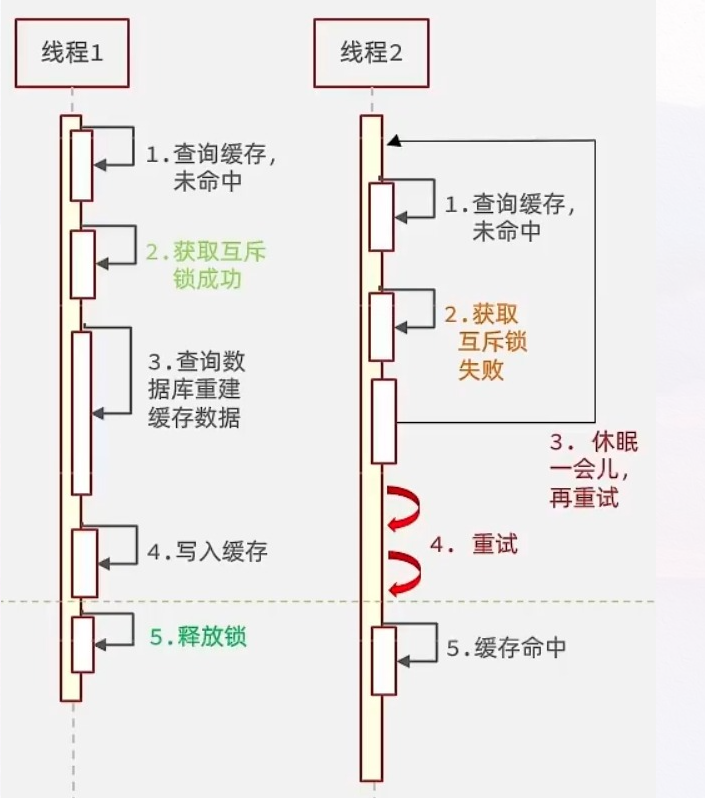 线程1
1.查询缓存,
未命中
2.获取互斥
锁成功
3.查询数
据库重建
缓存数据
4.写入缓存
5.释放锁
线程2
1.查询缓存,
未命中
2.获取
互斥锁
失败
3. 休眠
一会儿,
再重试
4. 重试
5.缓存命中